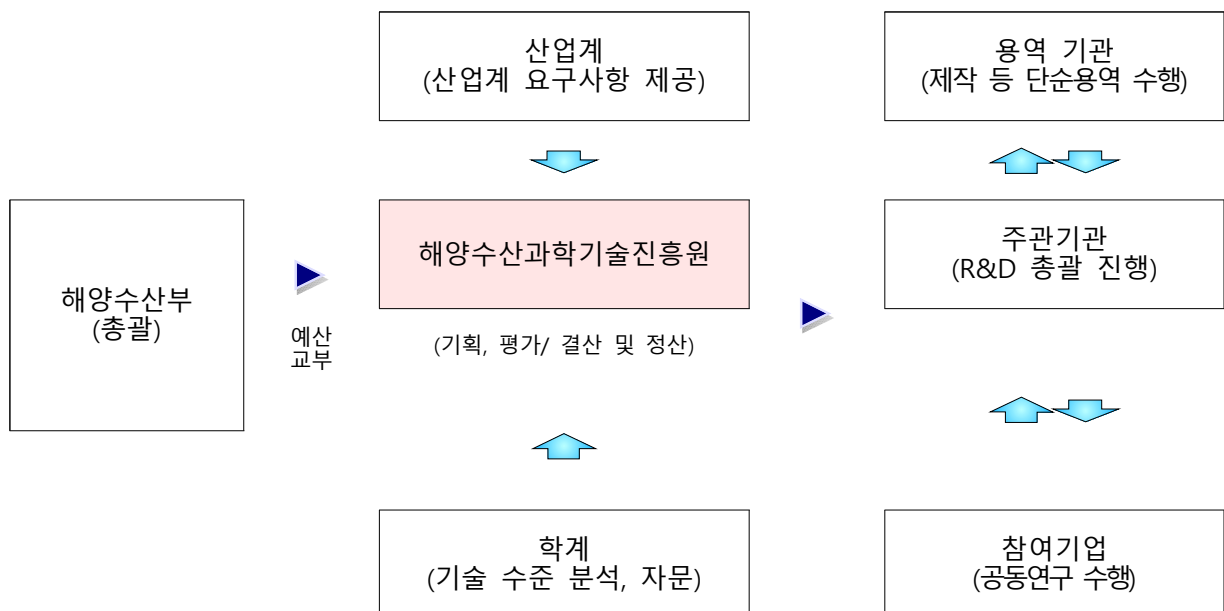 산업계
(산업계 요구사항 제공)
용역 기관
(제작 등 단순용역 수행)
해양수산부
(총괄)
예산
교부
해양수산과학기술진흥원
(기획, 평가/ 결산 및 정산)
주관기관
(R&D 총괄 진행)
학계
(기술 수준 분석, 자문)
참여기업
(공동연구 수행)